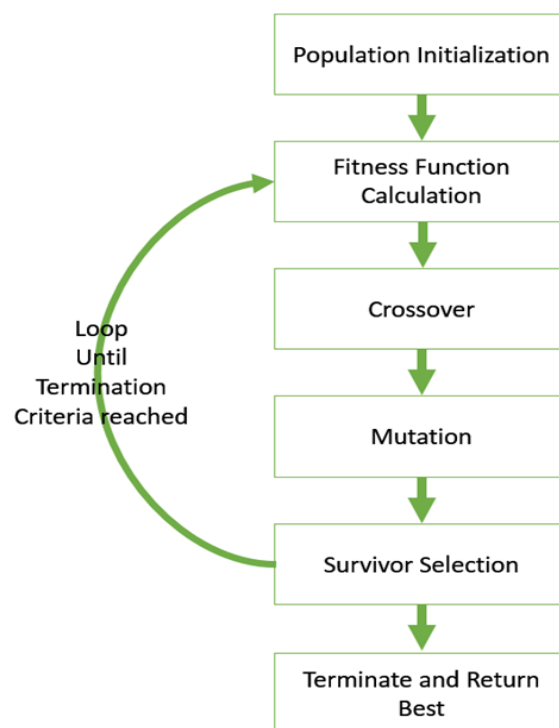 Population Initialization
Fitness Function
Calculation
Crossover
Loop
Until
Termination
Criteria reached
Mutation
Survivor Selection
Terminate and Return
Best